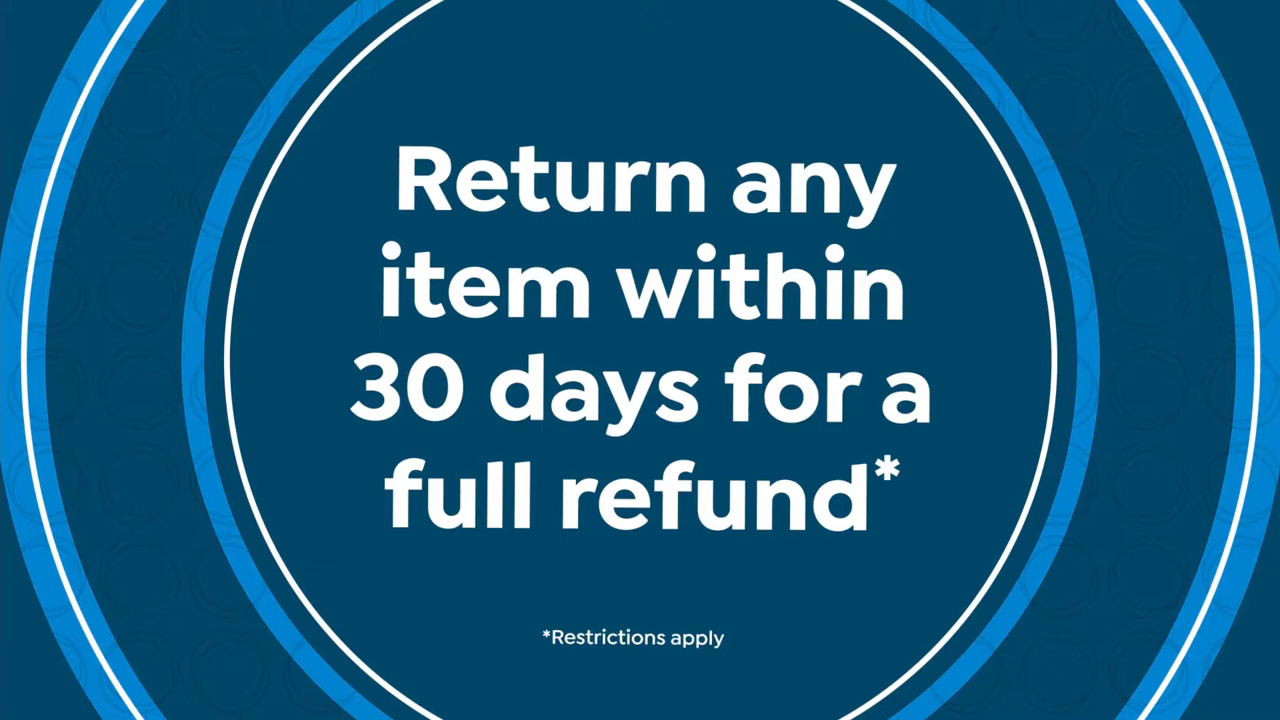 Return any
item within
30 days for a
full refund*
*Restrictions apply